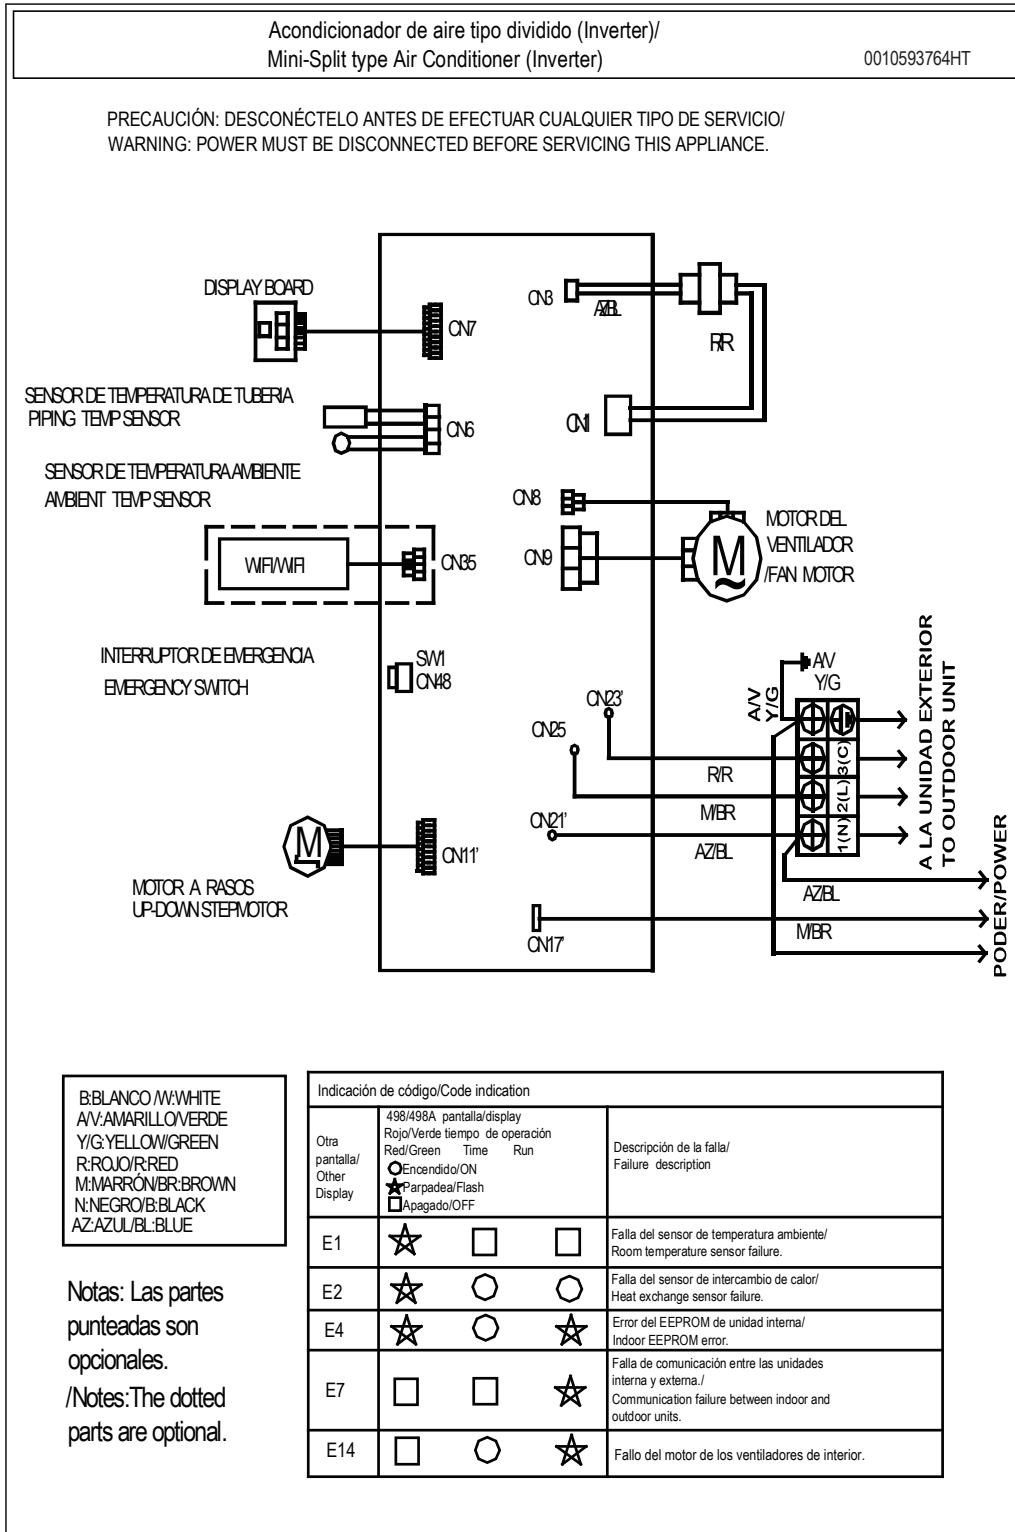 Acondicionador de aire tipo dividido (Inverter)/
Mini-Split type Air Conditioner (Inverter)
0010593764HT
PRECAUCIÓN: DESCONÉCTELO ANTES DE EFECTUAR CUALQUIER TIPO DE SERVICIO/
WARNING: POWER MUST BE DISCONNECTED BEFORE SERVICING THIS APPLIANCE.
DISPLAY BOARD
CN7
CN3
AZ/BL
R/R
SENSOR DE TEMPERATURA DE TUBERIA
PIPING TEMP SENSOR
CN6
CN1
SENSOR DE TEMPERATURA AMBIENTE
AMBIENT TEMP SENSOR
CN8
MOTOR DEL
VENTILADOR
/FAN MOTOR
M
CN9
WIFI/WIFI
CN35
INTERRUPTOR DE EMERGENCIA
EMERGENCY SWITCH
SW1
CN48
A/V
Y/G
A/V
Y/G
CN23'
CN25
CN21'
R/R
M/BR
AZ/BL
3(C)
2(L)
1(N)
A LA UNIDAD EXTERIOR
TO OUTDOOR UNIT
M
CN11'
MOTOR A RASOS
UP-DOWN STEPMOTOR
CN17'
AZ/BL
M/BR
PODER/POWER
B:BLANCO /W:WHITE
A/V:AMARILLO/VERDE
Y/G:YELLOW/GREEN
R:ROJO/R:RED
M:MARRÓN/BR:BROWN
N:NEGRO/B:BLACK
AZ:AZUL/BL:BLUE
Notas: Las partes
punteadas son
opcionales.
/Notes:The dotted
parts are optional.
Indicación de código/Code indication
Otra
pantalla/
Other
Display
498/498A pantalla/display
Rojo/Verde tiempo de operación
Red/Green Time Run
Encendido/ON
Parpadea/Flash
Apagado/OFF
Descripción de la falla/
Failure description
E1
Falla del sensor de temperatura ambiente/
Room temperature sensor failure.
E2
Falla del sensor de intercambio de calor/
Heat exchange sensor failure.
E4
Error del EEPROM de unidad interna/
Indoor EEPROM error.
E7
Falla de comunicación entre las unidades
interna y externa./
Communication failure between indoor and
outdoor units.
E14
Fallo del motor de los ventiladores de interior.